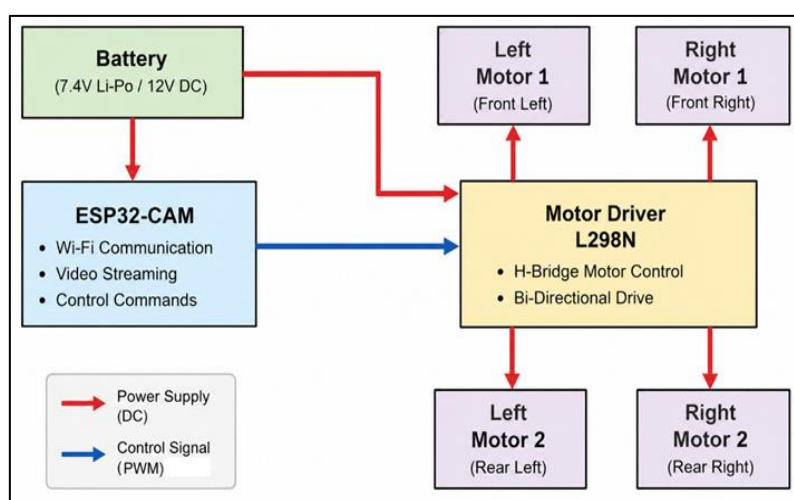 Battery
(7.4V Li-Po / 12V DC)
Left
Motor 1
(Front Left)
Right
Motor 1
(Front Right)
ESP32-CAM
• Wi-Fi Communication
• Video Streaming
• Control Commands
Motor Driver
L298N
• H-Bridge Motor Control
• Bi-Directional Drive
Power Supply
(DC)
Control Signal
(PWM)
Left
Motor 2
(Rear Left)
Right
Motor 2
(Rear Right)